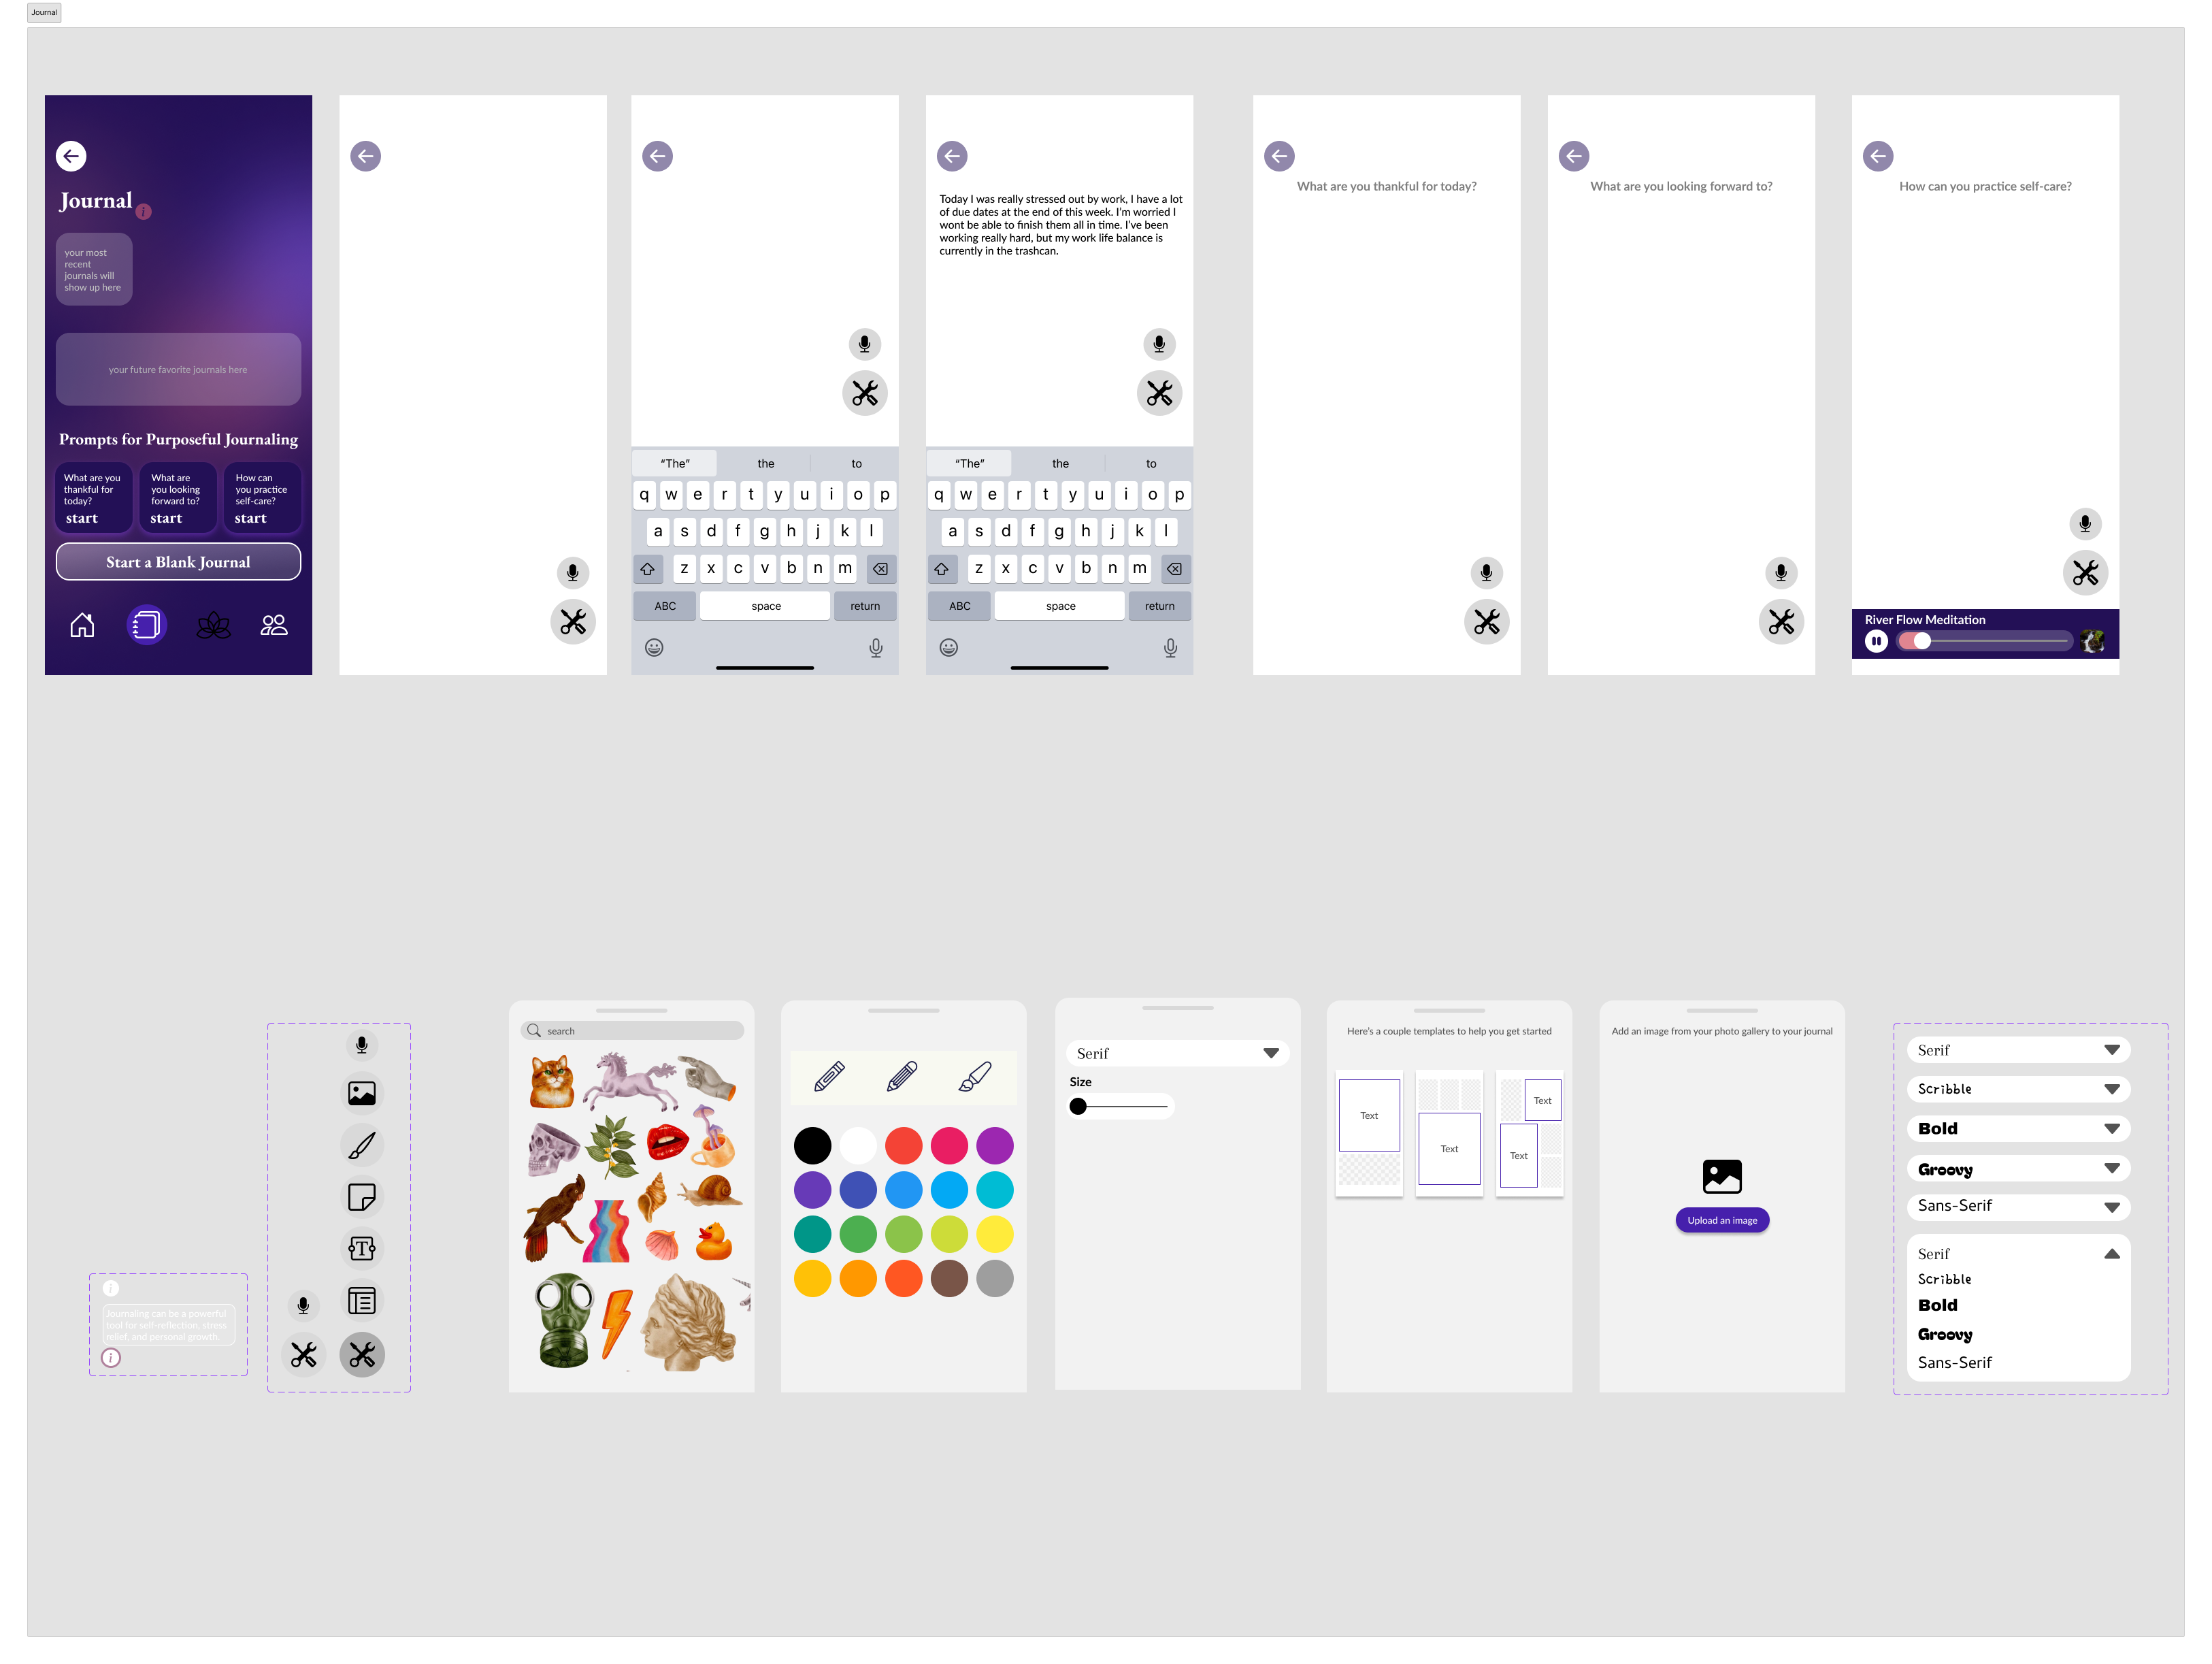 Journal
Journal
i
your most
recent
journals will
show up here
your future favorite journals here
Prompts for Purposeful Journaling
What are you
thankful for
today?
start
What are
you looking
forward to?
start
How can
you practice
self-care?
start
Start a Blank Journal
“The” the to
q w e r t y u i o p
a s d f g h j k l
z x c v b n m
ABC space return
Today I was really stressed out by work, I have a lot
of due dates at the end of this week. I’m worried I
wont be able to finish them all in time. I’ve been
working really hard, but my work life balance is
currently in the trashcan.
“The” the to
q w e r t y u i o p
a s d f g h j k l
z x c v b n m
ABC space return
What are you thankful for today?
What are you looking forward to?
How can you practice self-care?
River Flow Meditation
i
Journaling can be a powerful
tool for self-reflection, stress
relief, and personal growth.
i
T
search
Serif
Size
Here’s a couple templates to help you get started
Text
Text
Text
Text
Add an image from your photo gallery to your journal
Upload an image
Serif
Scribble
Bold
Groovy
Sans-Serif
Serif
Scribble
Bold
Groovy
Sans-Serif